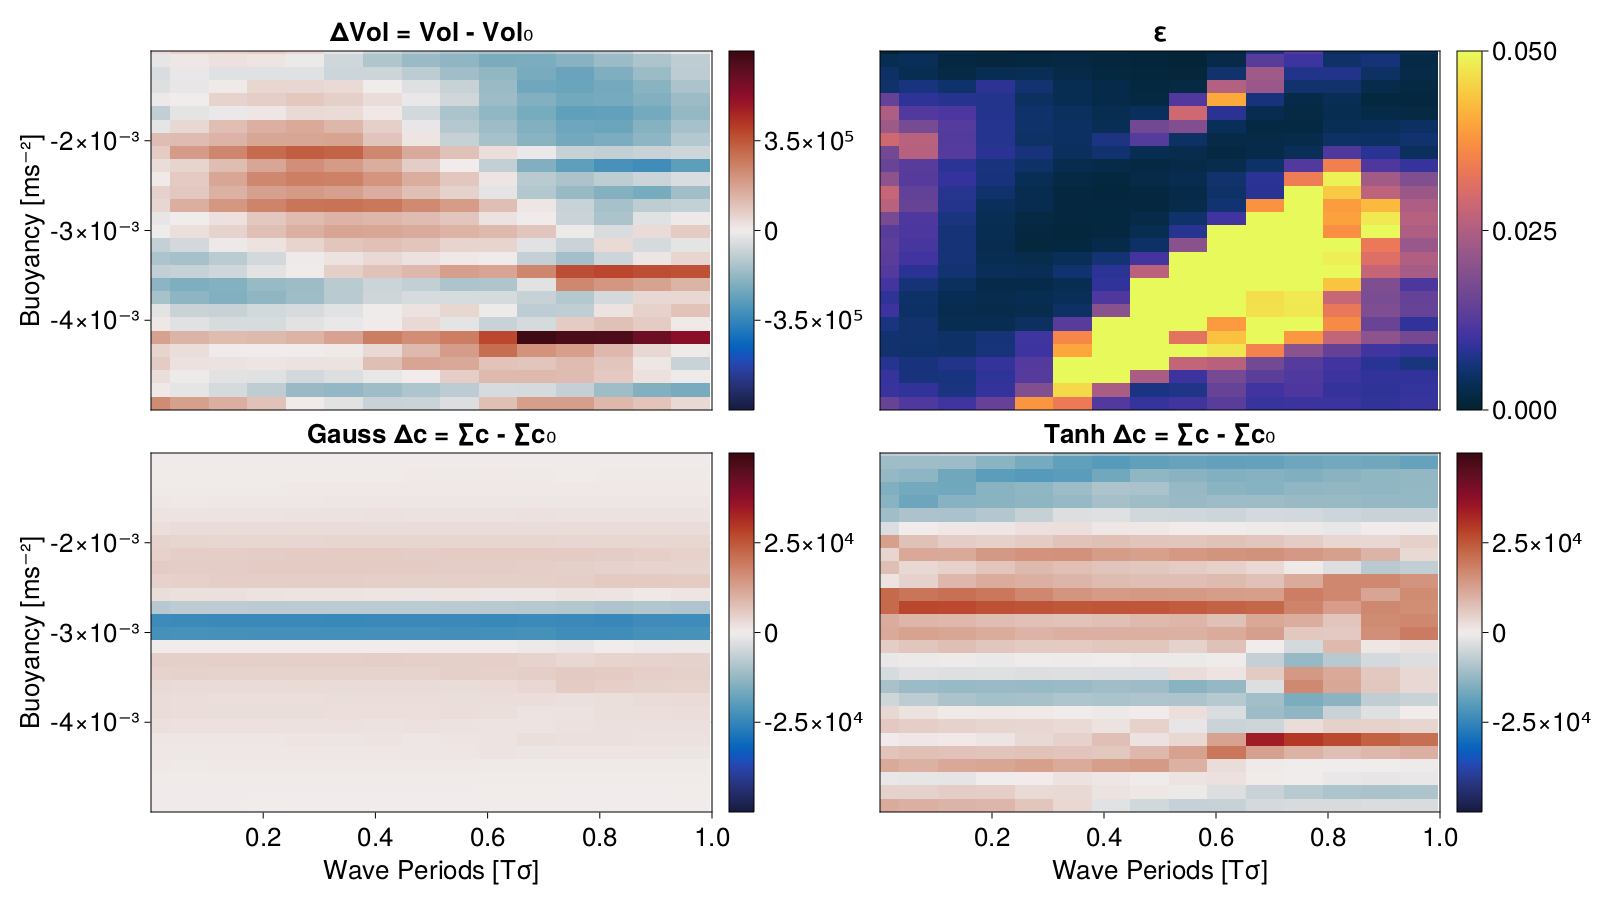 ΔVol = Vol - Vol₀
ε
Buoyancy [ms⁻²]
-2×10⁻³
-3×10⁻³
-4×10⁻³
3.5×10⁵
0
-3.5×10⁵
0.050
0.025
0.000
Gauss Δc = ∑c - ∑c₀
Tanh Δc = ∑c - ∑c₀
Buoyancy [ms⁻²]
-2×10⁻³
-3×10⁻³
-4×10⁻³
2.5×10⁴
0
-2.5×10⁴
2.5×10⁴
0
-2.5×10⁴
0.2 0.4 0.6 0.8 1.0
0.2 0.4 0.6 0.8 1.0
Wave Periods [Tσ]
Wave Periods [Tσ]